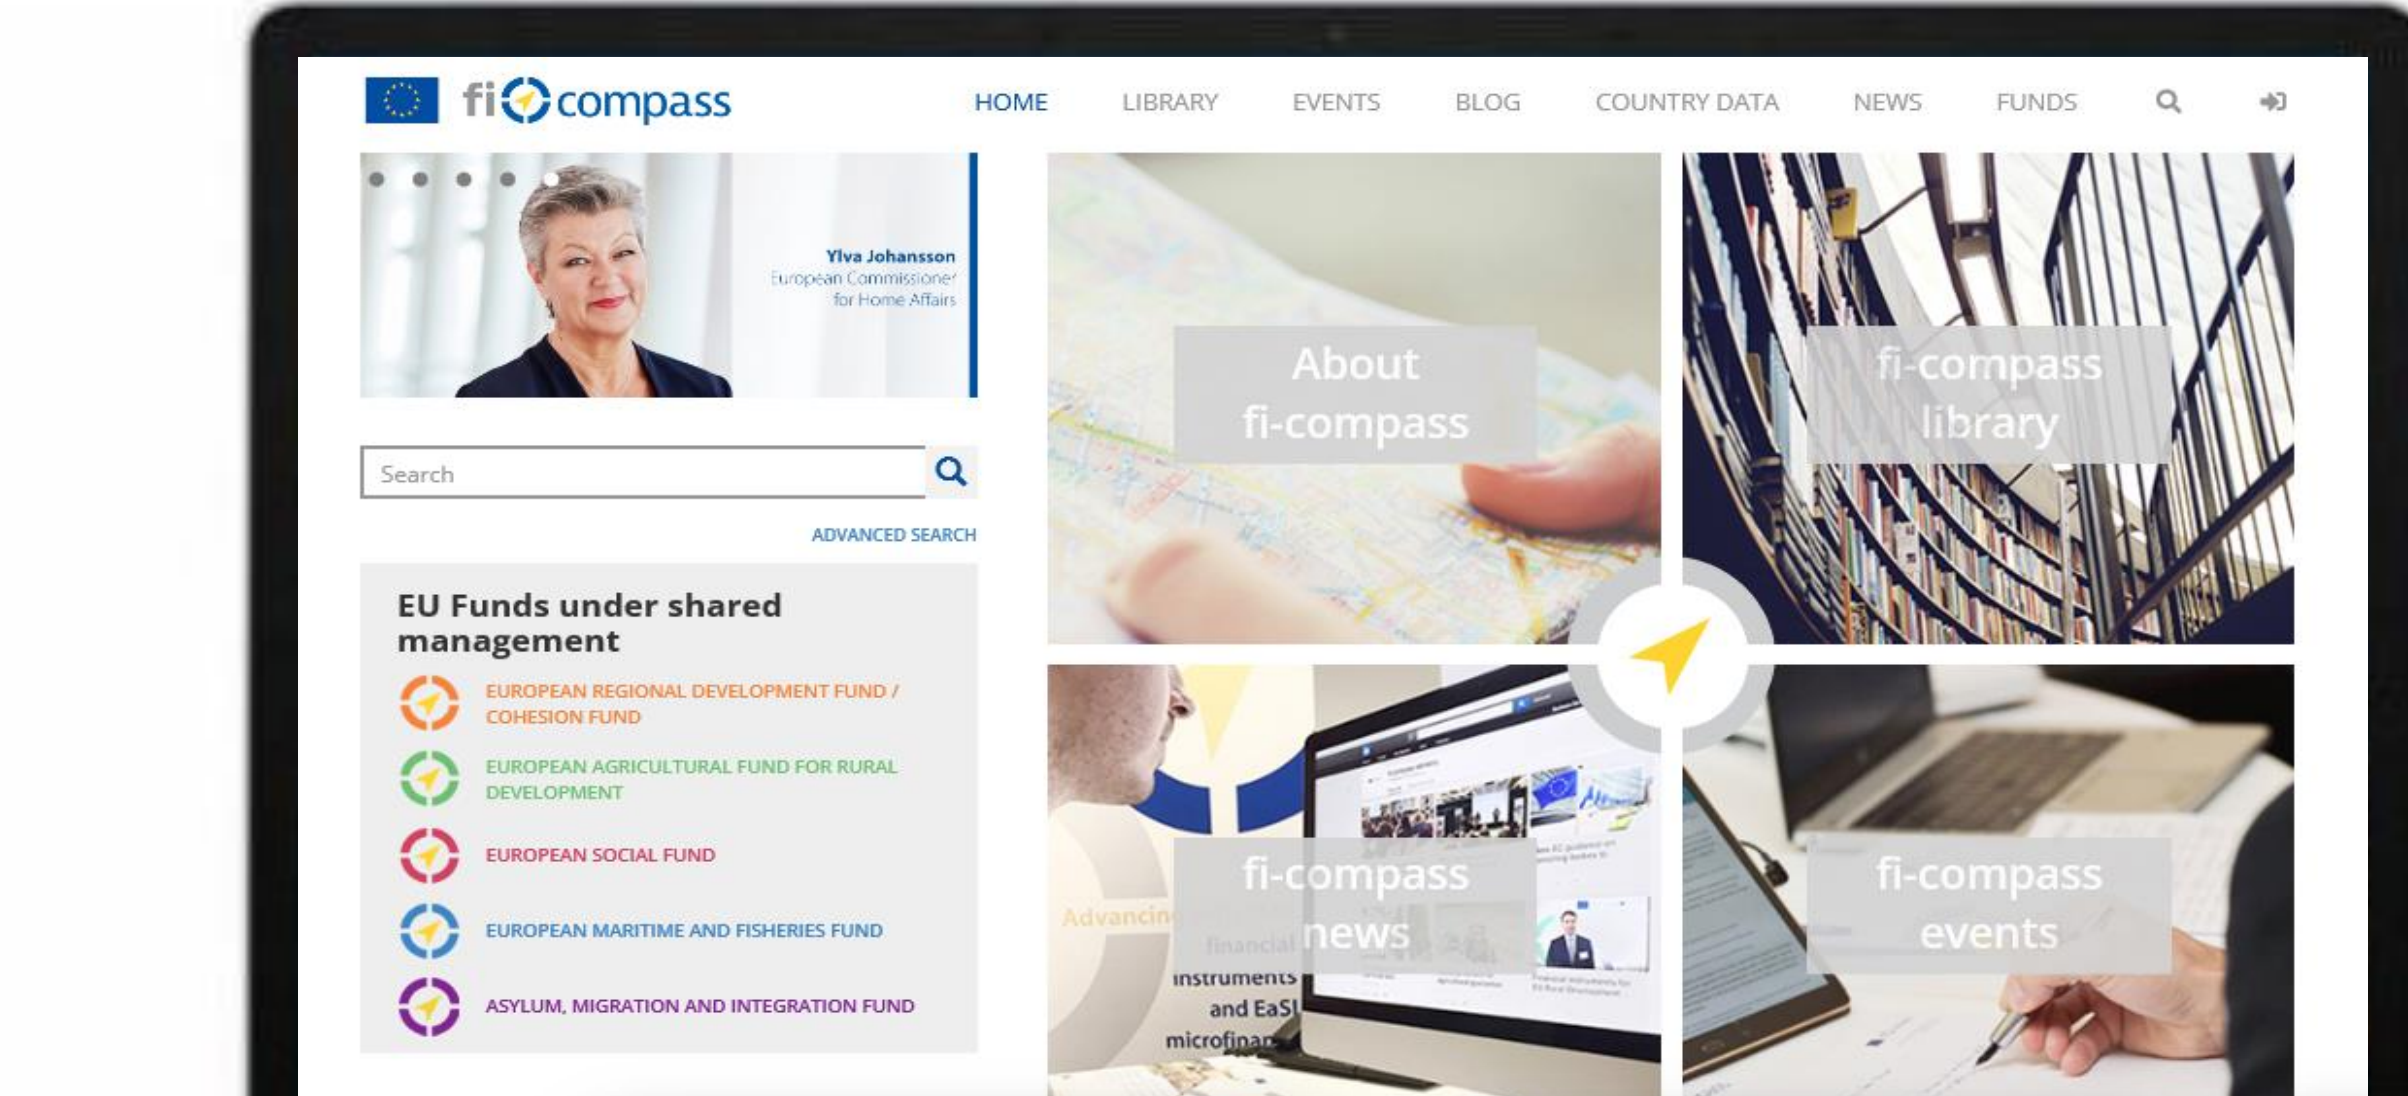 fi compass
HOME
LIBRARY
EVENTS
BLOG
COUNTRY DATA
NEWS
FUNDS
Ylva Johansson
European Commissioner
for Home Affairs
Search
ADVANCED SEARCH
EU Funds under shared
management
EUROPEAN REGIONAL DEVELOPMENT FUND /
COHESION FUND
EUROPEAN AGRICULTURAL FUND FOR RURAL
DEVELOPMENT
EUROPEAN SOCIAL FUND
EUROPEAN MARITIME AND FISHERIES FUND
ASYLUM, MIGRATION AND INTEGRATION FUND
About
fi-compass
fi-compass
library
fi-compass
news
financial
instruments
and EaSI
fi-compass
events